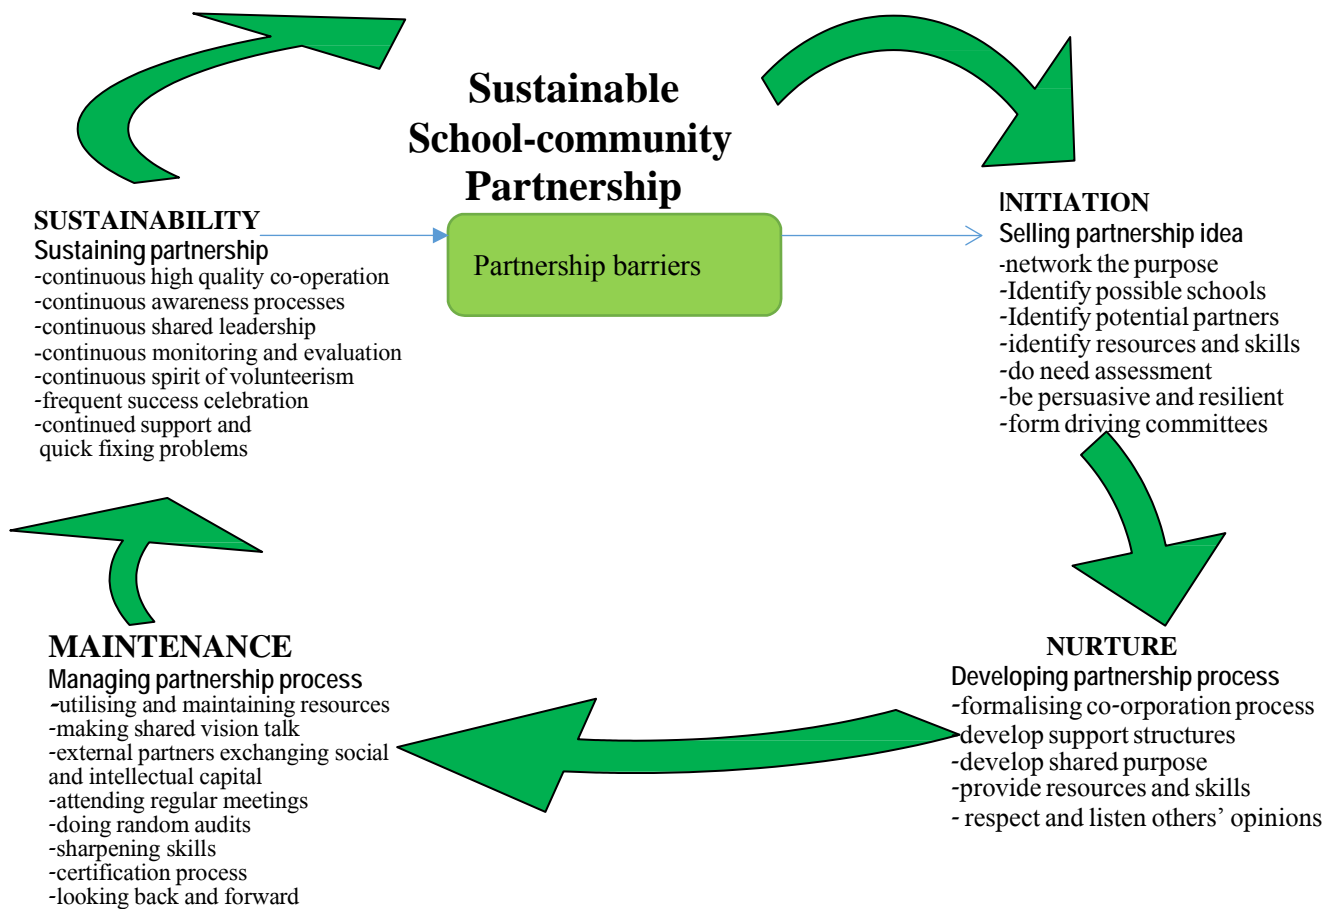 Sustainable
School-community
Partnership
Partnership barriers
INITIATION
Selling partnership idea
-network the purpose
-Identify possible schools
-Identify potential partners
-identify resources and skills
-do need assessment
-be persuasive and resilient
-form driving committees
NURTURE
Developing partnership process
-formalising co-orporation process
-develop support structures
-develop shared purpose
-provide resources and skills
- respect and listen others’ opinions
MAINTENANCE
Managing partnership process
-utilising and maintaining resources
-making shared vision talk
-external partners exchanging social
and intellectual capital
-attending regular meetings
-doing random audits
-sharpening skills
-certification process
-looking back and forward
SUSTAINABILITY
Sustaining partnership
-continuous high quality co-operation
-continuous awareness processes
-continuous shared leadership
-continuous monitoring and evaluation
-continuous spirit of volunteerism
-frequent success celebration
-continued support and
quick fixing problems